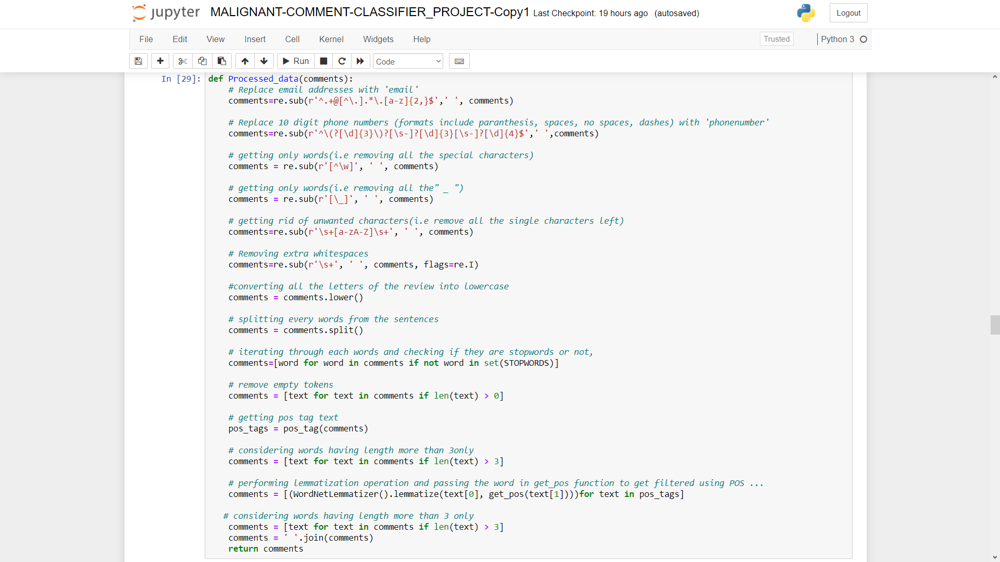 jupyter MALIGNANT-COMMENT-CLASSIFIER_PROJECT-Copy1 Last Checkpoint: 19 hours ago (autosaved) Logout
File Edit View Insert Cell Kernel Widgets Help Trusted Python 3
Run Code
In [29]: def Processed_data(comments):
    # Replace email addresses with 'email'
    comments=re.sub(r'^.+@[^\.].*\.[a-z]{2,}$',' ', comments)

    # Replace 10 digit phone numbers (formats include paranthesis, spaces, no spaces, dashes) with 'phonenumber'
    comments=re.sub(r'^\(?[\d]{3}\)?[\s-]?[\d]{3}[\s-]?[\d]{4}$',' ',comments)

    # getting only words(i.e removing all the special characters)
    comments = re.sub(r'[^\w]', ' ', comments)

    # getting only words(i.e removing all the" _ ")
    comments = re.sub(r'[\_]', ' ', comments)

    # getting rid of unwanted characters(i.e remove all the single characters left)
    comments=re.sub(r'\s+[a-zA-Z]\s+', ' ', comments)

    # Removing extra whitespaces
    comments=re.sub(r'\s+', ' ', comments, flags=re.I)

    #converting all the letters of the review into lowercase
    comments = comments.lower()

    # splitting every words from the sentences
    comments = comments.split()

    # iterating through each words and checking if they are stopwords or not,
    comments=[word for word in comments if not word in set(STOPWORDS)]

    # remove empty tokens
    comments = [text for text in comments if len(text) > 0]

    # getting pos tag text
    pos_tags = pos_tag(comments)

    # considering words having length more than 3only
    comments = [text for text in comments if len(text) > 3]

    # performing lemmatization operation and passing the word in get_pos function to get filtered using POS ...
    comments = [(WordNetLemmatizer().lemmatize(text[0], get_pos(text[1])))for text in pos_tags]

   # considering words having length more than 3 only
    comments = [text for text in comments if len(text) > 3]
    comments = ' '.join(comments)
    return comments